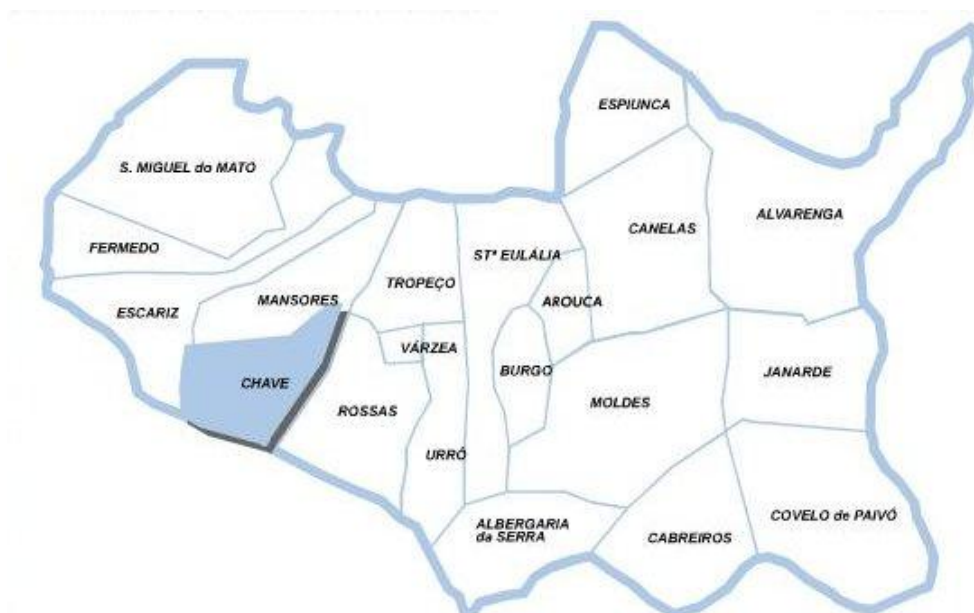 ESPIUNCA
S. MIGUEL do MATO
ALVARENGA
CANELAS
FERMEDO
STª EULÁLIA
TROPEÇO
MANSORES
AROUCA
ESCARIZ
VÁRZEA
BURGO
JANARDE
CHAVE
MOLDES
ROSSAS
URRÔ
COVELO de PAIVÓ
ALBERGARIA
da SERRA
CABREIROS